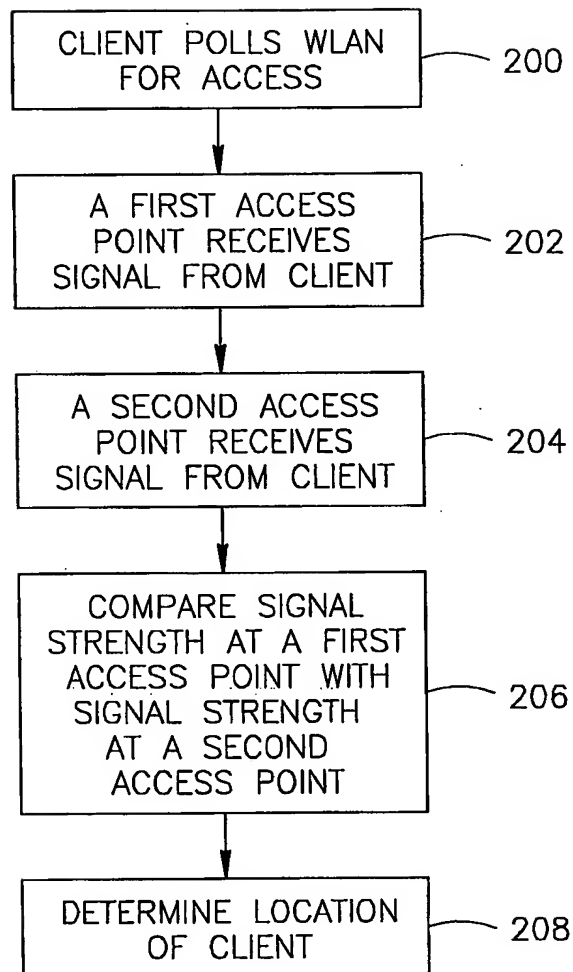 CLIENT POLLS WLAN
FOR ACCESS
200
A FIRST ACCESS
POINT RECEIVES
SIGNAL FROM CLIENT
202
A SECOND ACCESS
POINT RECEIVES
SIGNAL FROM CLIENT
204
COMPARE SIGNAL
STRENGTH AT A FIRST
ACCESS POINT WITH
SIGNAL STRENGTH
AT A SECOND
ACCESS POINT
206
DETERMINE LOCATION
OF CLIENT
208